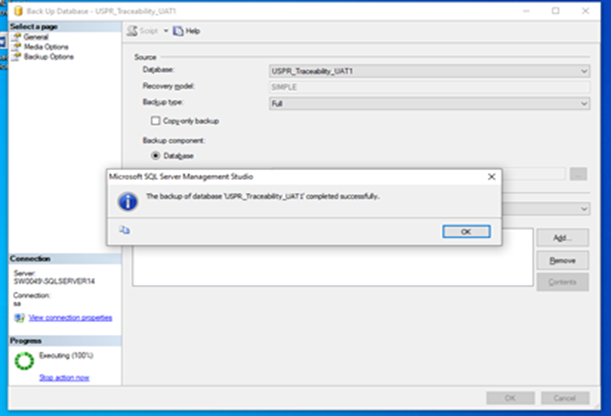 Back Up Database - USPR_Traceability_UAT1
Select a page
General
Media Options
Backup Options
Script
Help
Source
Database:
USPR_Traceability_UAT1
Recovery model:
SIMPLE
Backup type:
Full
Copy-only backup
Backup component:
Database
Microsoft SQL Server Management Studio
The backup of database 'USPR_Traceability_UAT1' completed successfully.
OK
Add...
Remove
Contents
Connection
Server:
SW0049\SQLSERVER14
Connection:
sa
View connection properties
Progress
Executing (100%)
Stop action now
OK
Cancel